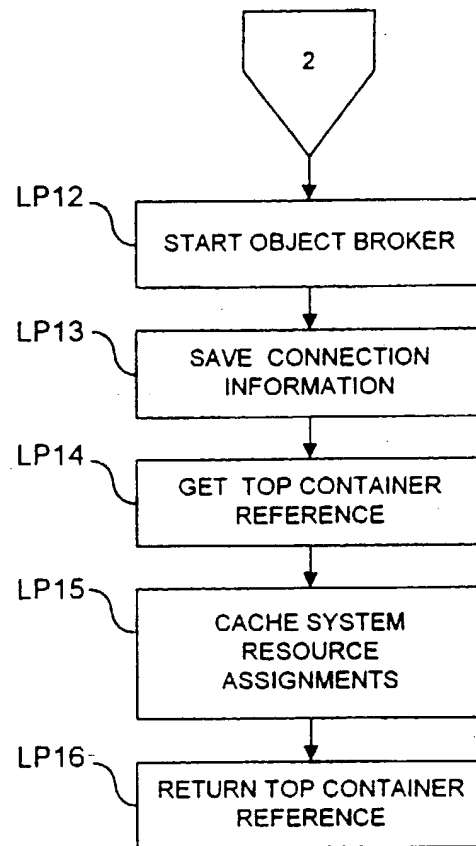 2
LP12
START OBJECT BROKER
LP13
SAVE CONNECTION
INFORMATION
LP14
GET TOP CONTAINER
REFERENCE
LP15
CACHE SYSTEM
RESOURCE
ASSIGNMENTS
LP16
RETURN TOP CONTAINER
REFERENCE